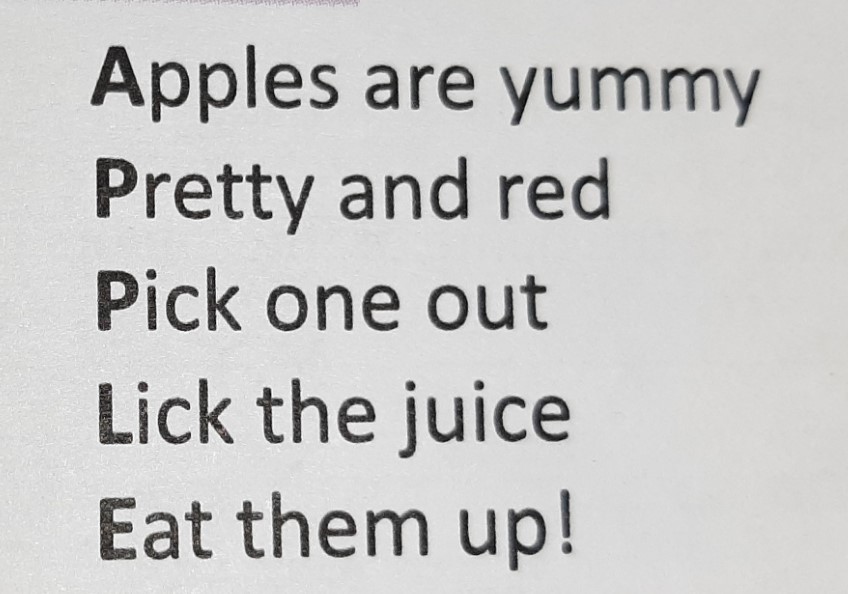 Apples are yummy
Pretty and red
Pick one out
Lick the juice
Eat them up!